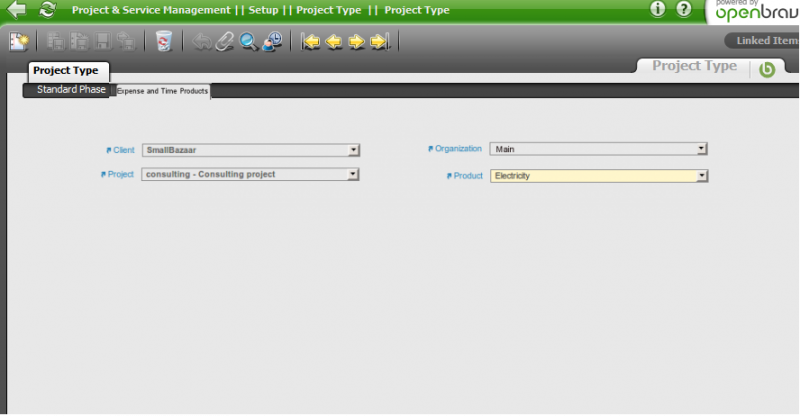 powered by
Project & Service Management || Setup || Project Type || Project Type
i ?
openbrav
Linked Item
Project Type
Project Type
b
Standard Phase
Expense and Time Products
Client SmallBazaar
Organization Main
Project consulting - Consulting project
Product Electricity